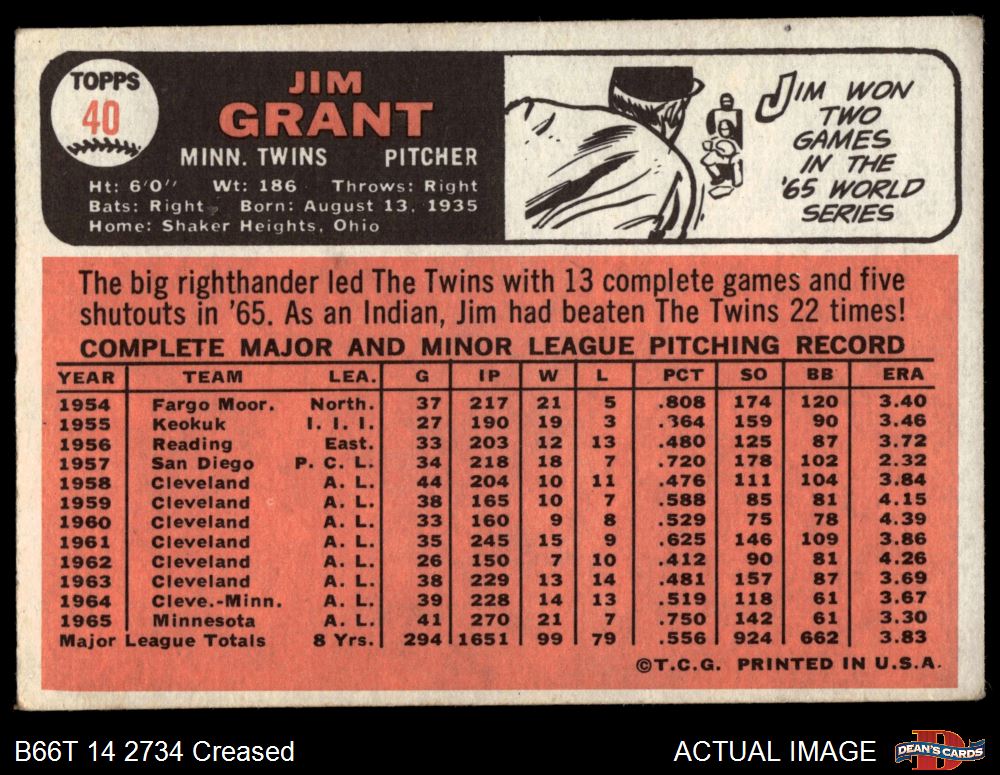 TOPPS
40
JIM
GRANT
MINN. TWINS PITCHER
Ht: 6'0" Wt: 186 Throws: Right
Bats: Right Born: August 13, 1935
Home: Shaker Heights, Ohio
JIM WON
TWO
GAMES
IN THE
'65 WORLD
SERIES
The big righthander led The Twins with 13 complete games and five
shutouts in '65. As an Indian, Jim had beaten The Twins 22 times!
COMPLETE MAJOR AND MINOR LEAGUE PITCHING RECORD
YEAR TEAM LEA. G IP W L PCT SO BB ERA
1954 Fargo Moor. North. 37 217 21 5 .808 174 120 3.40
1955 Keokuk I. I. I. 27 190 19 3 .364 159 90 3.46
1956 Reading East. 33 203 12 13 .480 125 87 3.72
1957 San Diego P. C. L. 34 218 18 7 .720 178 102 2.32
1958 Cleveland A. L. 44 204 10 11 .476 111 104 3.84
1959 Cleveland A. L. 38 165 10 7 .588 85 81 4.15
1960 Cleveland A. L. 33 160 9 8 .529 75 78 4.39
1961 Cleveland A. L. 35 245 15 9 .625 146 109 3.86
1962 Cleveland A. L. 26 150 7 10 .412 90 81 4.26
1963 Cleveland A. L. 38 229 13 14 .481 157 87 3.69
1964 Cleve.-Minn. A. L. 39 228 14 13 .519 118 61 3.67
1965 Minnesota A. L. 41 270 21 7 .750 142 61 3.30
Major League Totals 8 Yrs. 294 1651 99 79 .556 924 662 3.83
©T.C.G. PRINTED IN U.S.A.
B66T 14 2734 Creased ACTUAL IMAGE DEAN'S CARDS